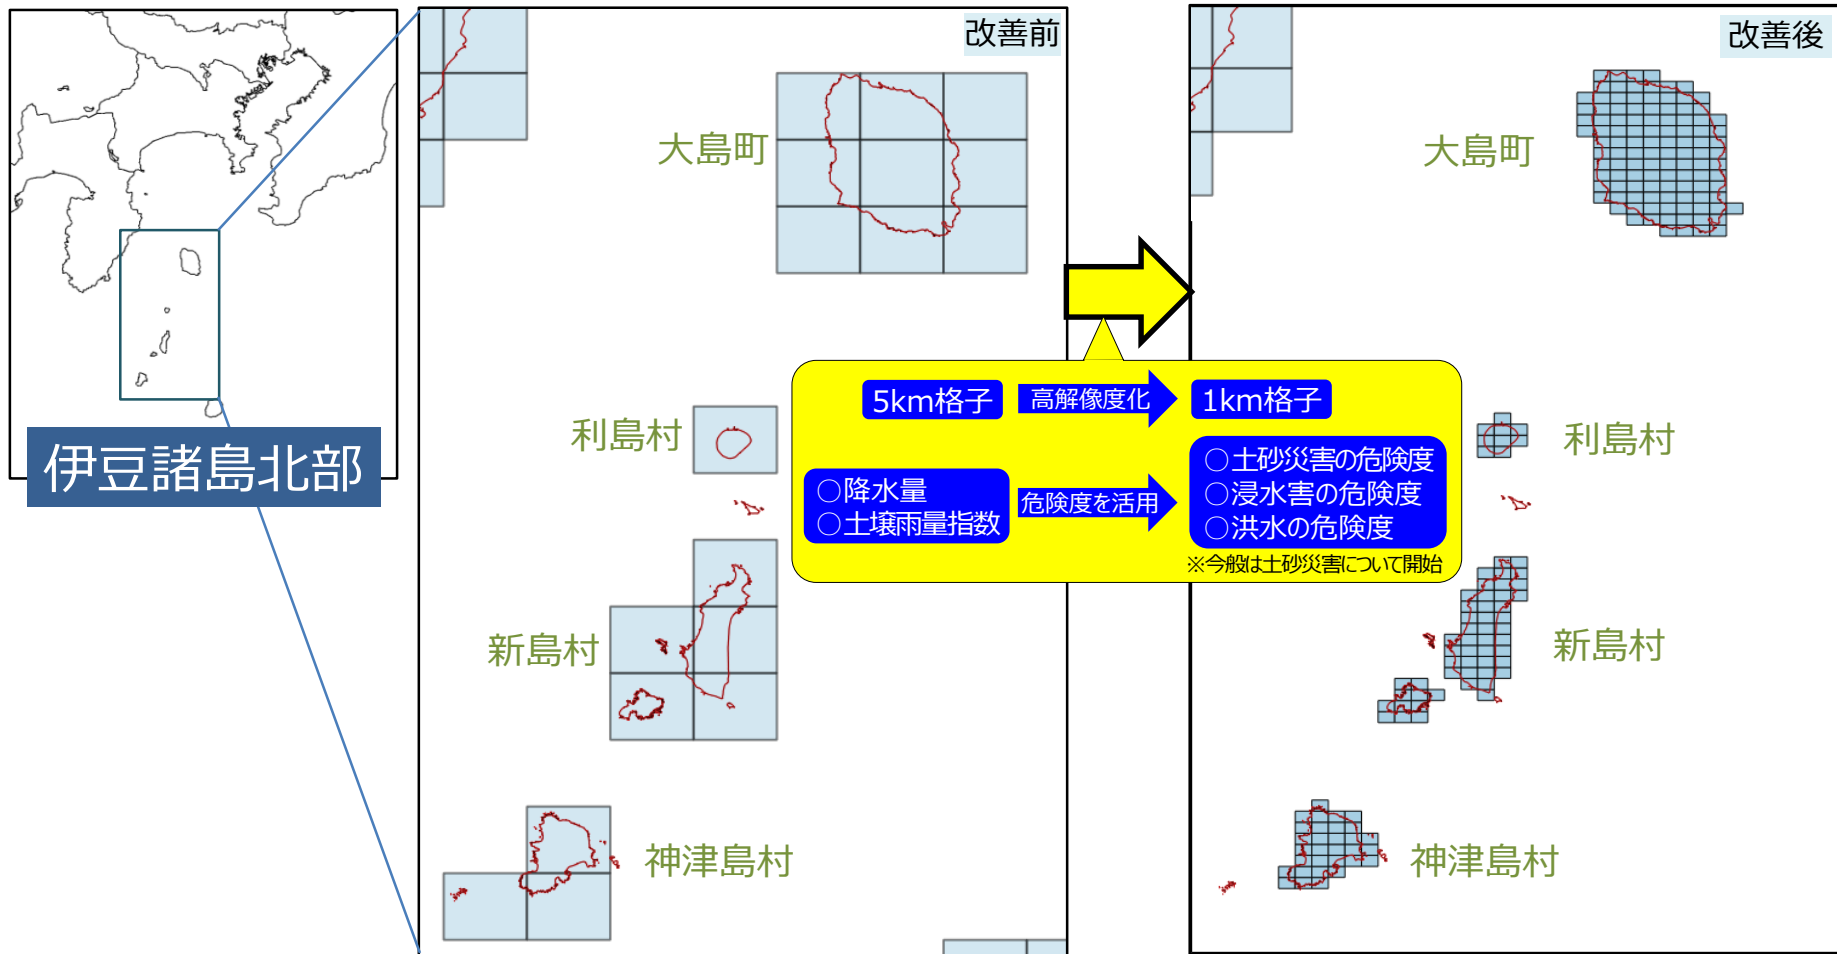 伊豆諸島北部
改善前
大島町
利島村
新島村
神津島村
5km格子
高解像度化
1km格子
○降水量
○土壌雨量指数
危険度を活用
○土砂災害の危険度
○浸水害の危険度
○洪水の危険度
※今般は土砂災害について開始
改善後
大島町
利島村
新島村
神津島村